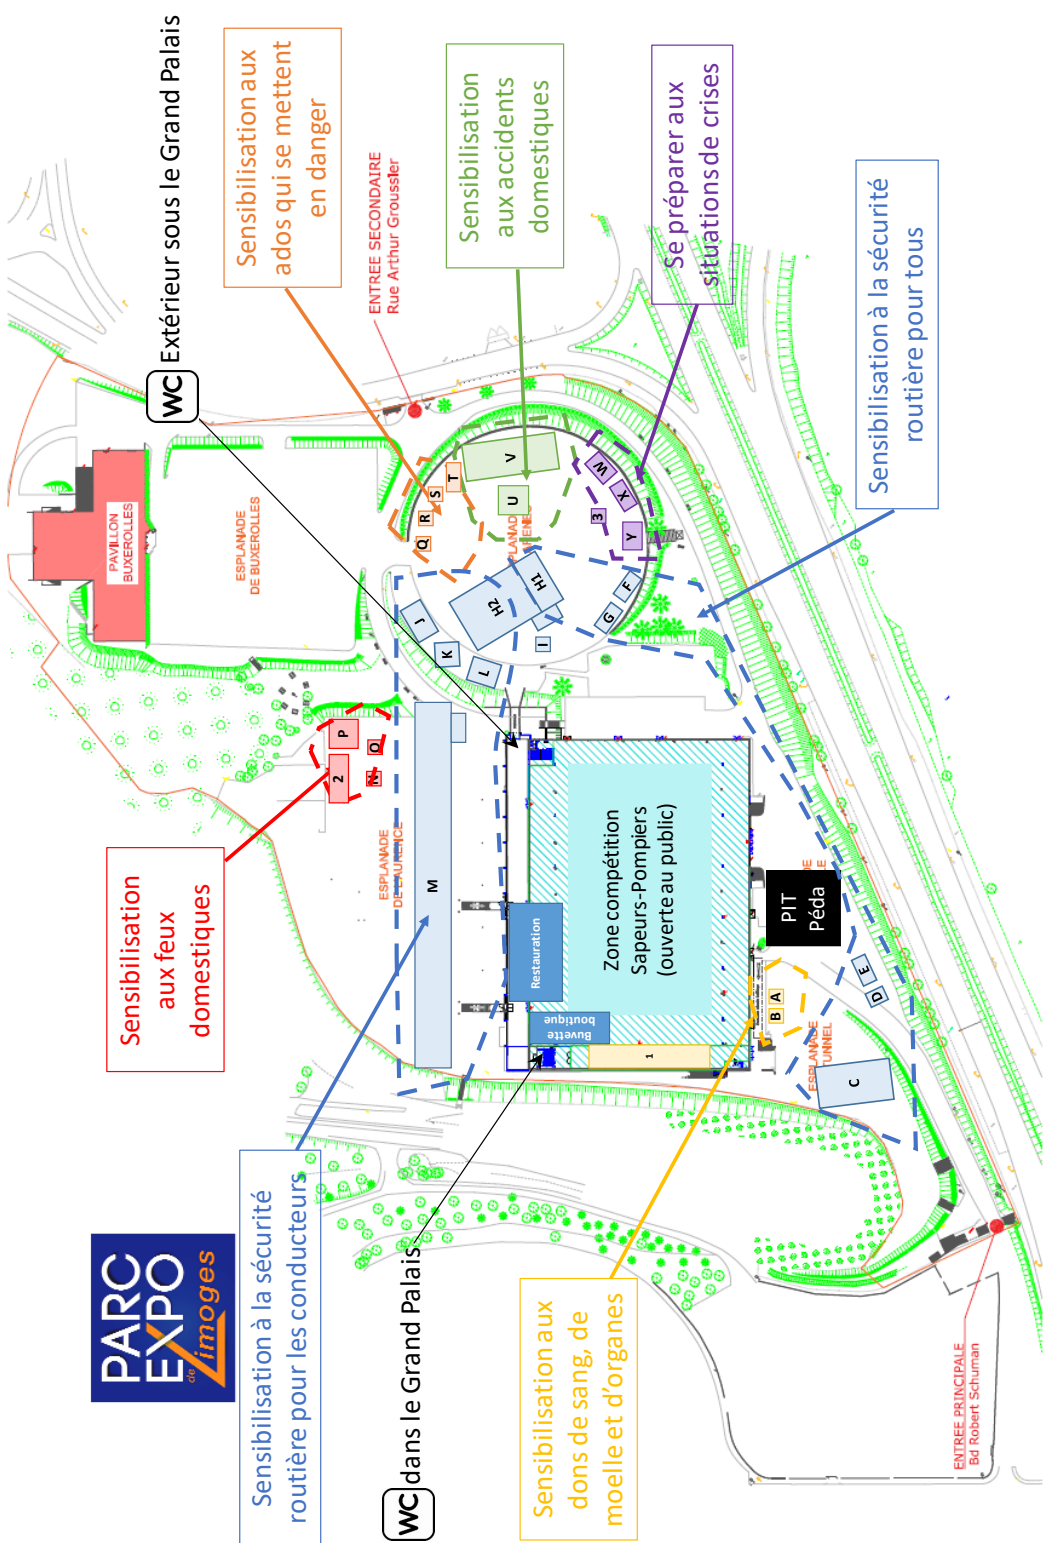 PARC
EXPO
de Limoges
Sensibilisation
aux feux
domestiques
WC Extérieur sous le Grand Palais
Sensibilisation aux
ados qui se mettent
en danger
Sensibilisation
aux accidents
domestiques
Se préparer aux
situations de crises
Sensibilisation à la sécurité
routière pour tous
Sensibilisation à la sécurité
routière pour les conducteurs
WC dans le Grand Palais
Sensibilisation aux
dons de sang, de
moelle et d'organes
ENTREE SECONDAIRE
Rue Arthur Groussier
ENTREE PRINCIPALE
Bd Robert Schuman
PAVILLON
BUXEROLLES
ESPLANADE
DE BUXEROLLES
ESPLANADE
ESPLANADE
Zone compétition
Sapeurs-Pompiers
(ouverte au public)
Restauration
Buvette
boutique
PIT
Péda
1
2
P
N
O
M
J
K
L
H2
H1
I
G
F
Q
R
S
T
U
V
W
X
3
Y
A
B
C
D
E